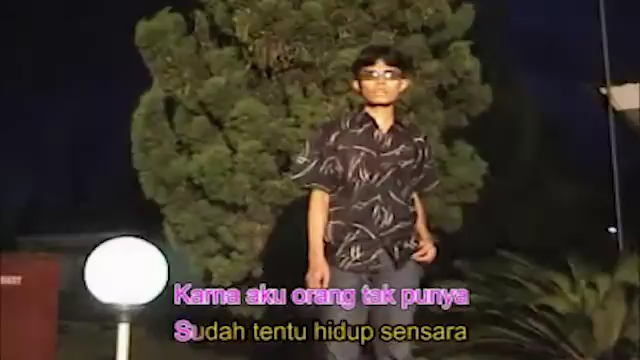 Karna aku orang tak punya
Sudah tentu hidup sensara